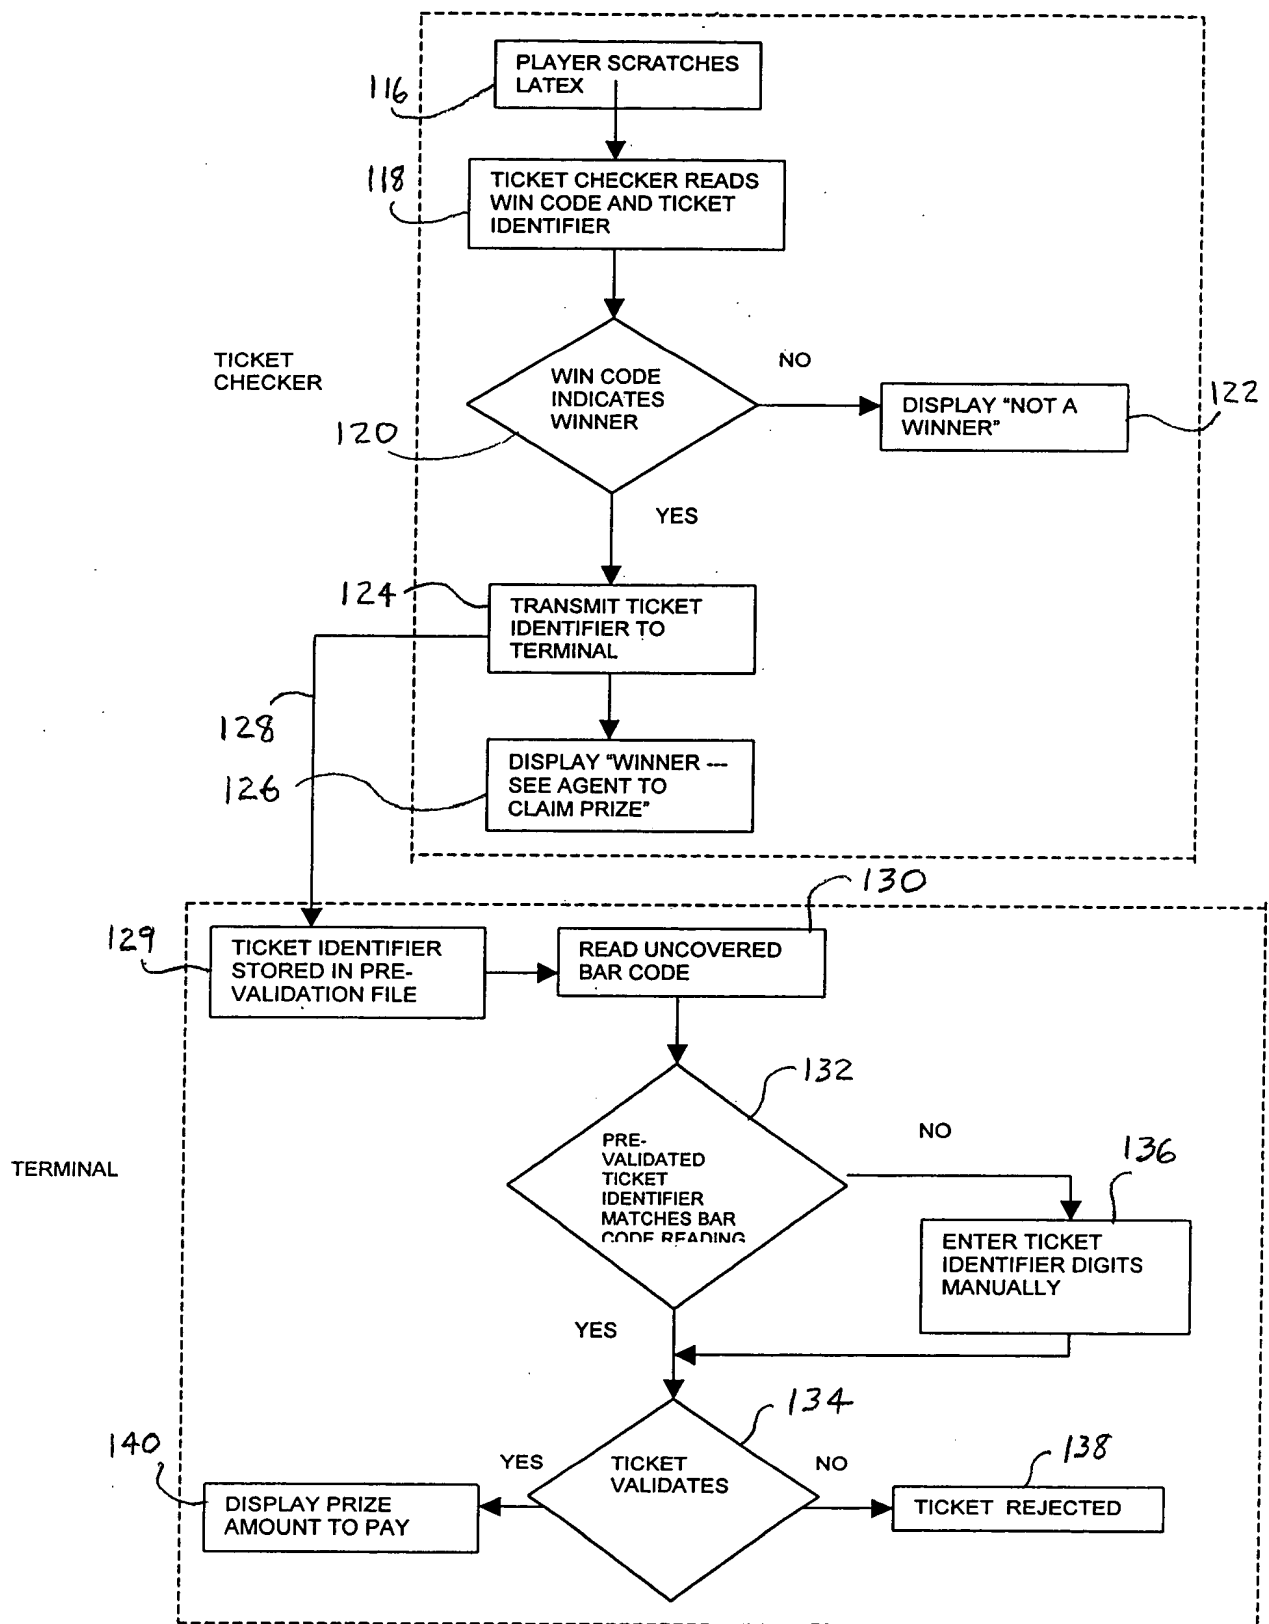 PLAYER SCRATCHES
LATEX
116
118
TICKET CHECKER READS
WIN CODE AND TICKET
IDENTIFIER
TICKET
CHECKER
WIN CODE
INDICATES
WINNER
120
NO
DISPLAY “NOT A
WINNER”
122
YES
124
TRANSMIT TICKET
IDENTIFIER TO
TERMINAL
128
126
DISPLAY “WINNER ---
SEE AGENT TO
CLAIM PRIZE”
130
129
TICKET IDENTIFIER
STORED IN PRE-
VALIDATION FILE
READ UNCOVERED
BAR CODE
132
TERMINAL
PRE-
VALIDATED
TICKET
IDENTIFIER
MATCHES BAR
CODE READING
NO
136
ENTER TICKET
IDENTIFIER DIGITS
MANUALLY
YES
134
TICKET
VALIDATES
YES
NO
140
DISPLAY PRIZE
AMOUNT TO PAY
138
TICKET REJECTED